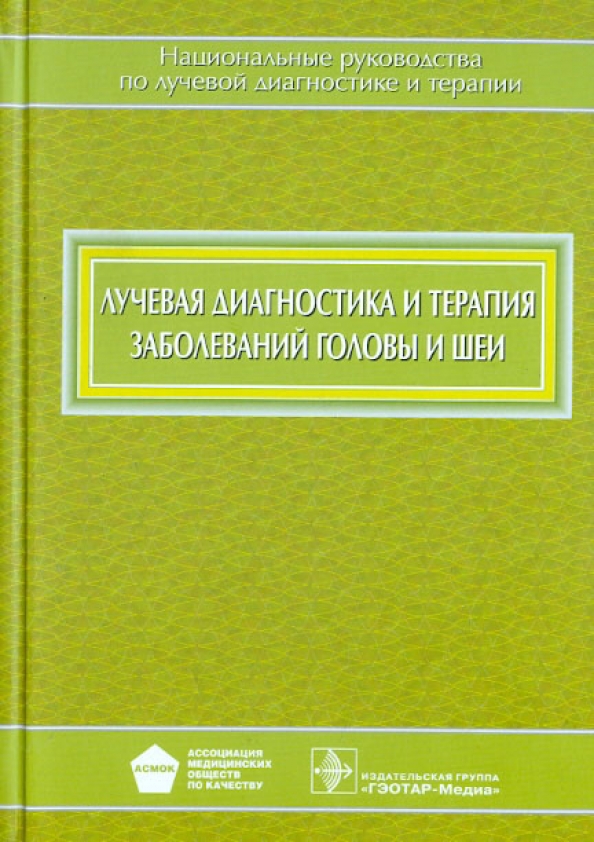 Национальные руководства
по лучевой диагностике и терапии
ЛУЧЕВАЯ ДИАГНОСТИКА И ТЕРАПИЯ
ЗАБОЛЕВАНИЙ ГОЛОВЫ И ШЕИ
АСМОК
АССОЦИАЦИЯ
МЕДИЦИНСКИХ
ОБЩЕСТВ
ПО КАЧЕСТВУ
ИЗДАТЕЛЬСКАЯ ГРУППА
«ГЭОТАР-Медиа»